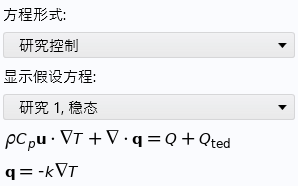 方程形式:
研究控制
显示假设方程:
研究 1, 稳态
ρCₚu · ∇T + ∇ · q = Q + Q_ted
q = -k∇T